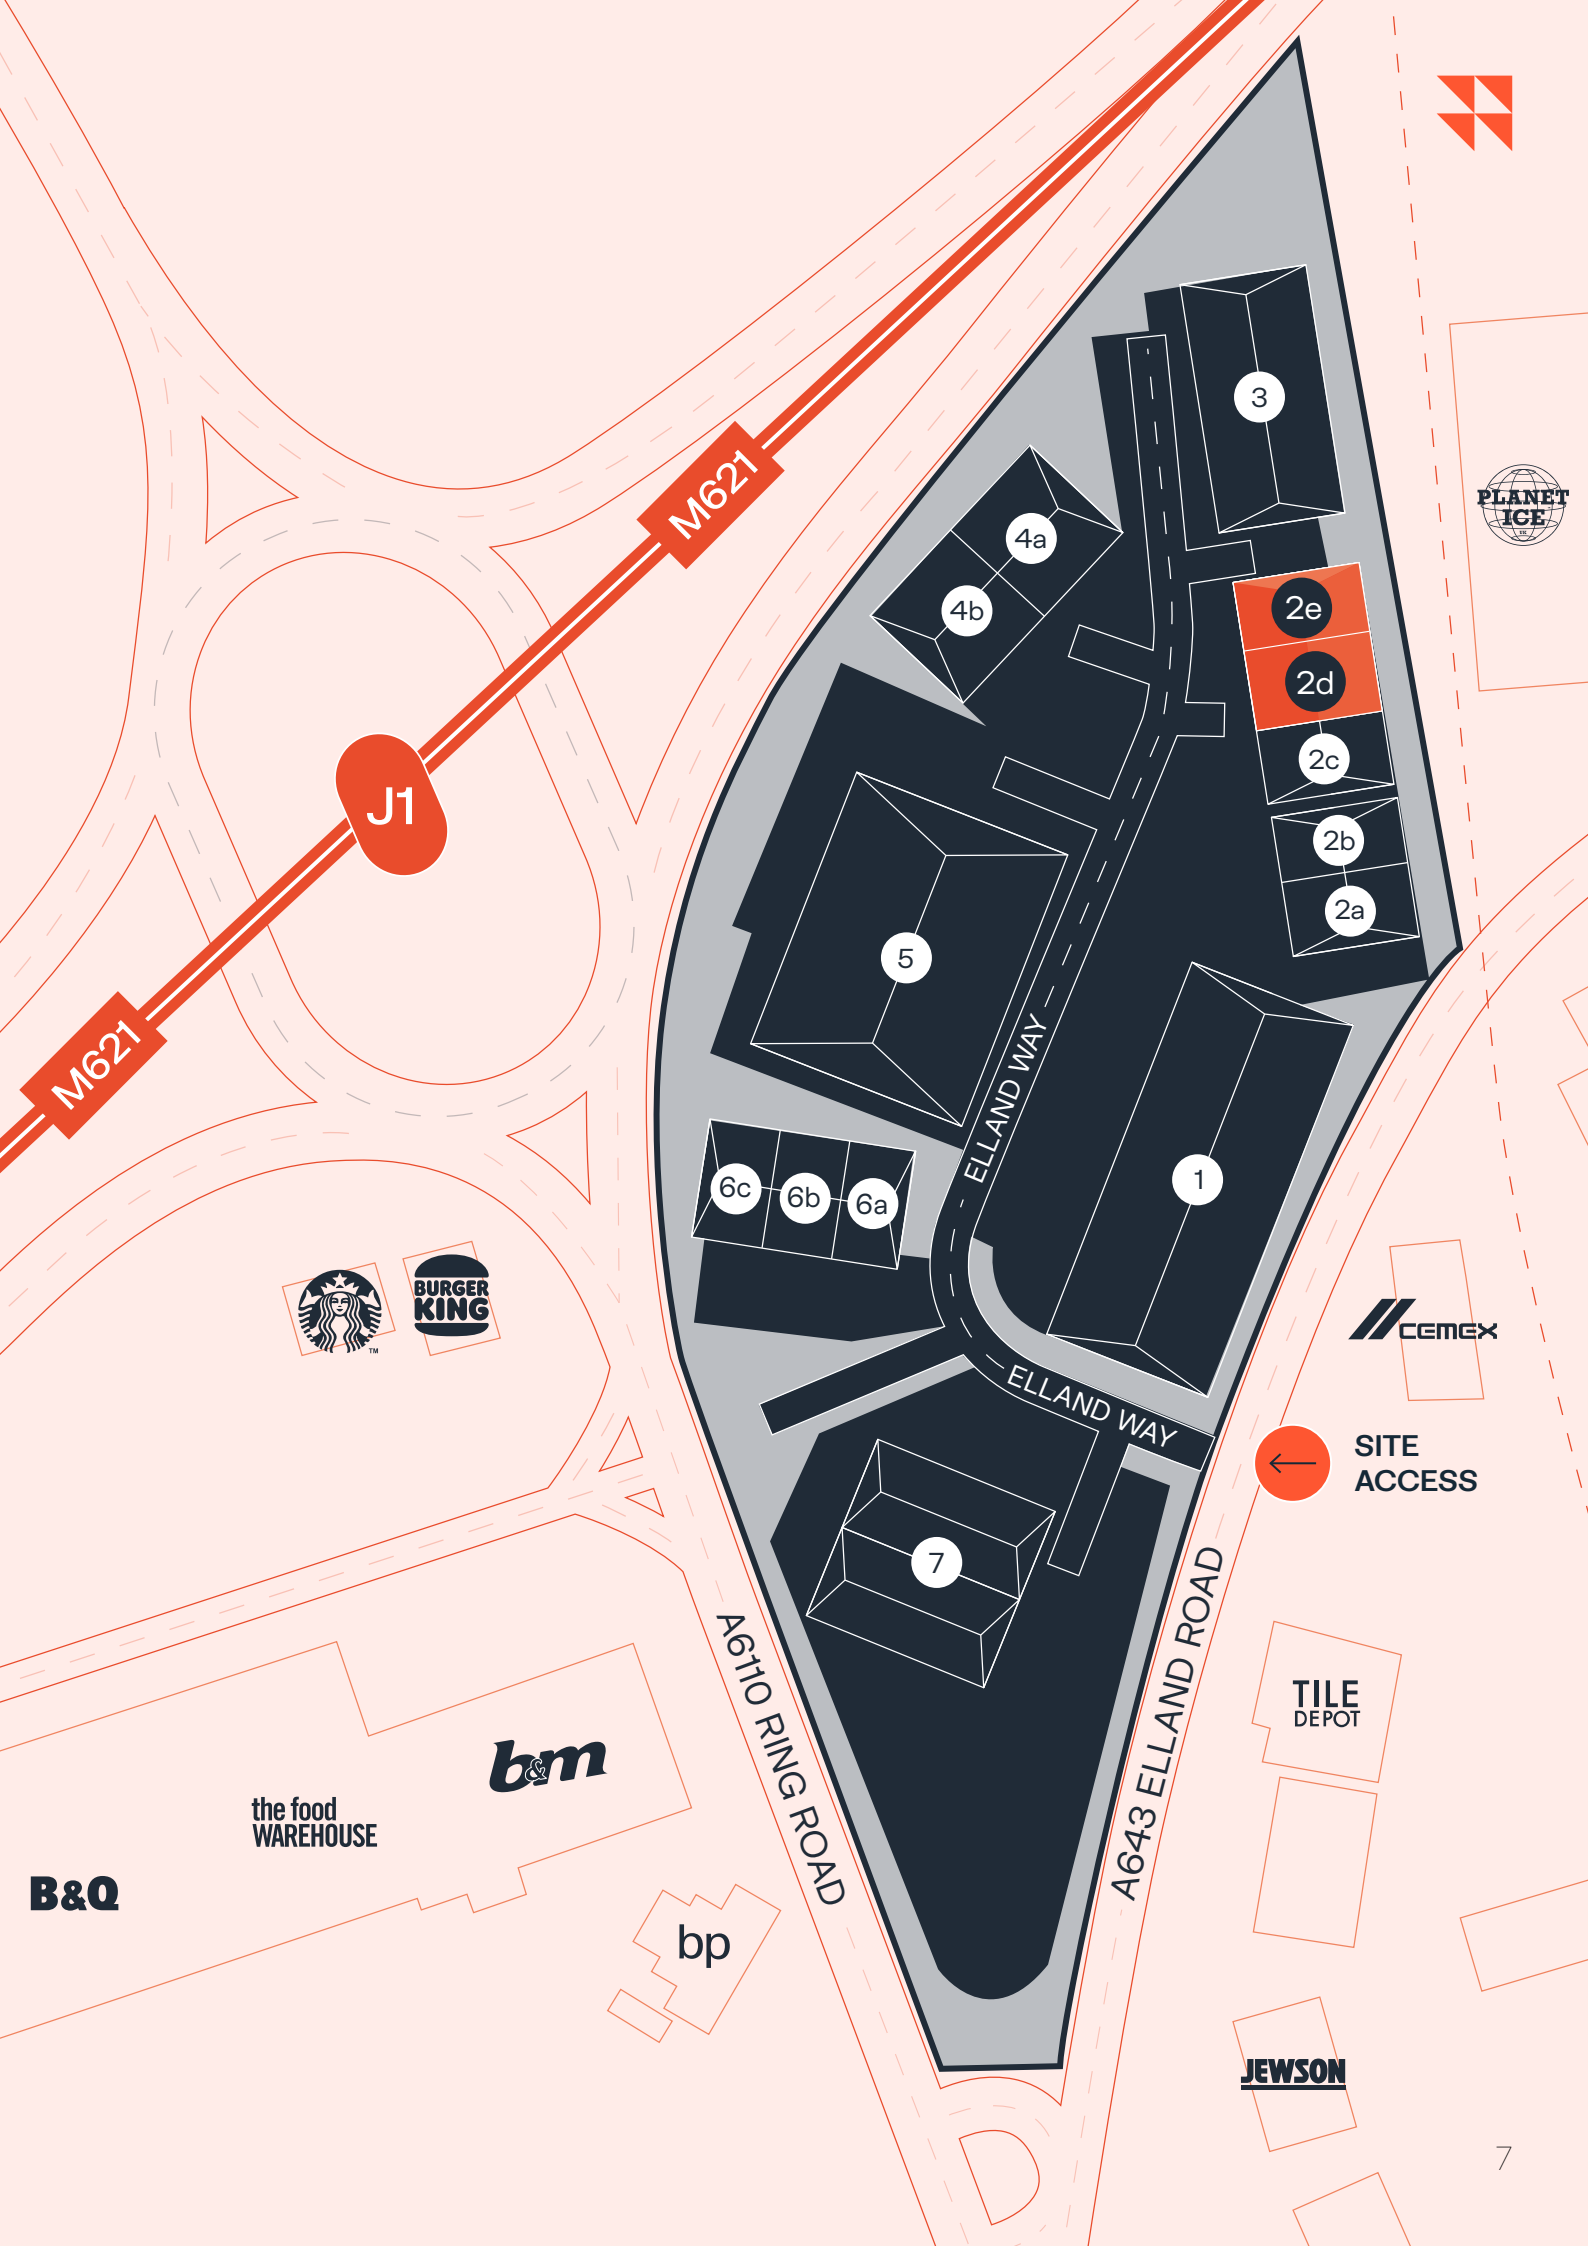 3
PLANET
ICE
UK
M621
4a
4b
2e
2d
2c
2b
2a
J1
5
M621
ELLAND WAY
1
6c
6b
6a
BURGER
KING
TM
CEMEX
ELLAND WAY
SITE
ACCESS
7
A6110 RING ROAD
A643 ELLAND ROAD
TILE
DEPOT
b&m
the food
WAREHOUSE
B&Q
bp
JEWSON
7